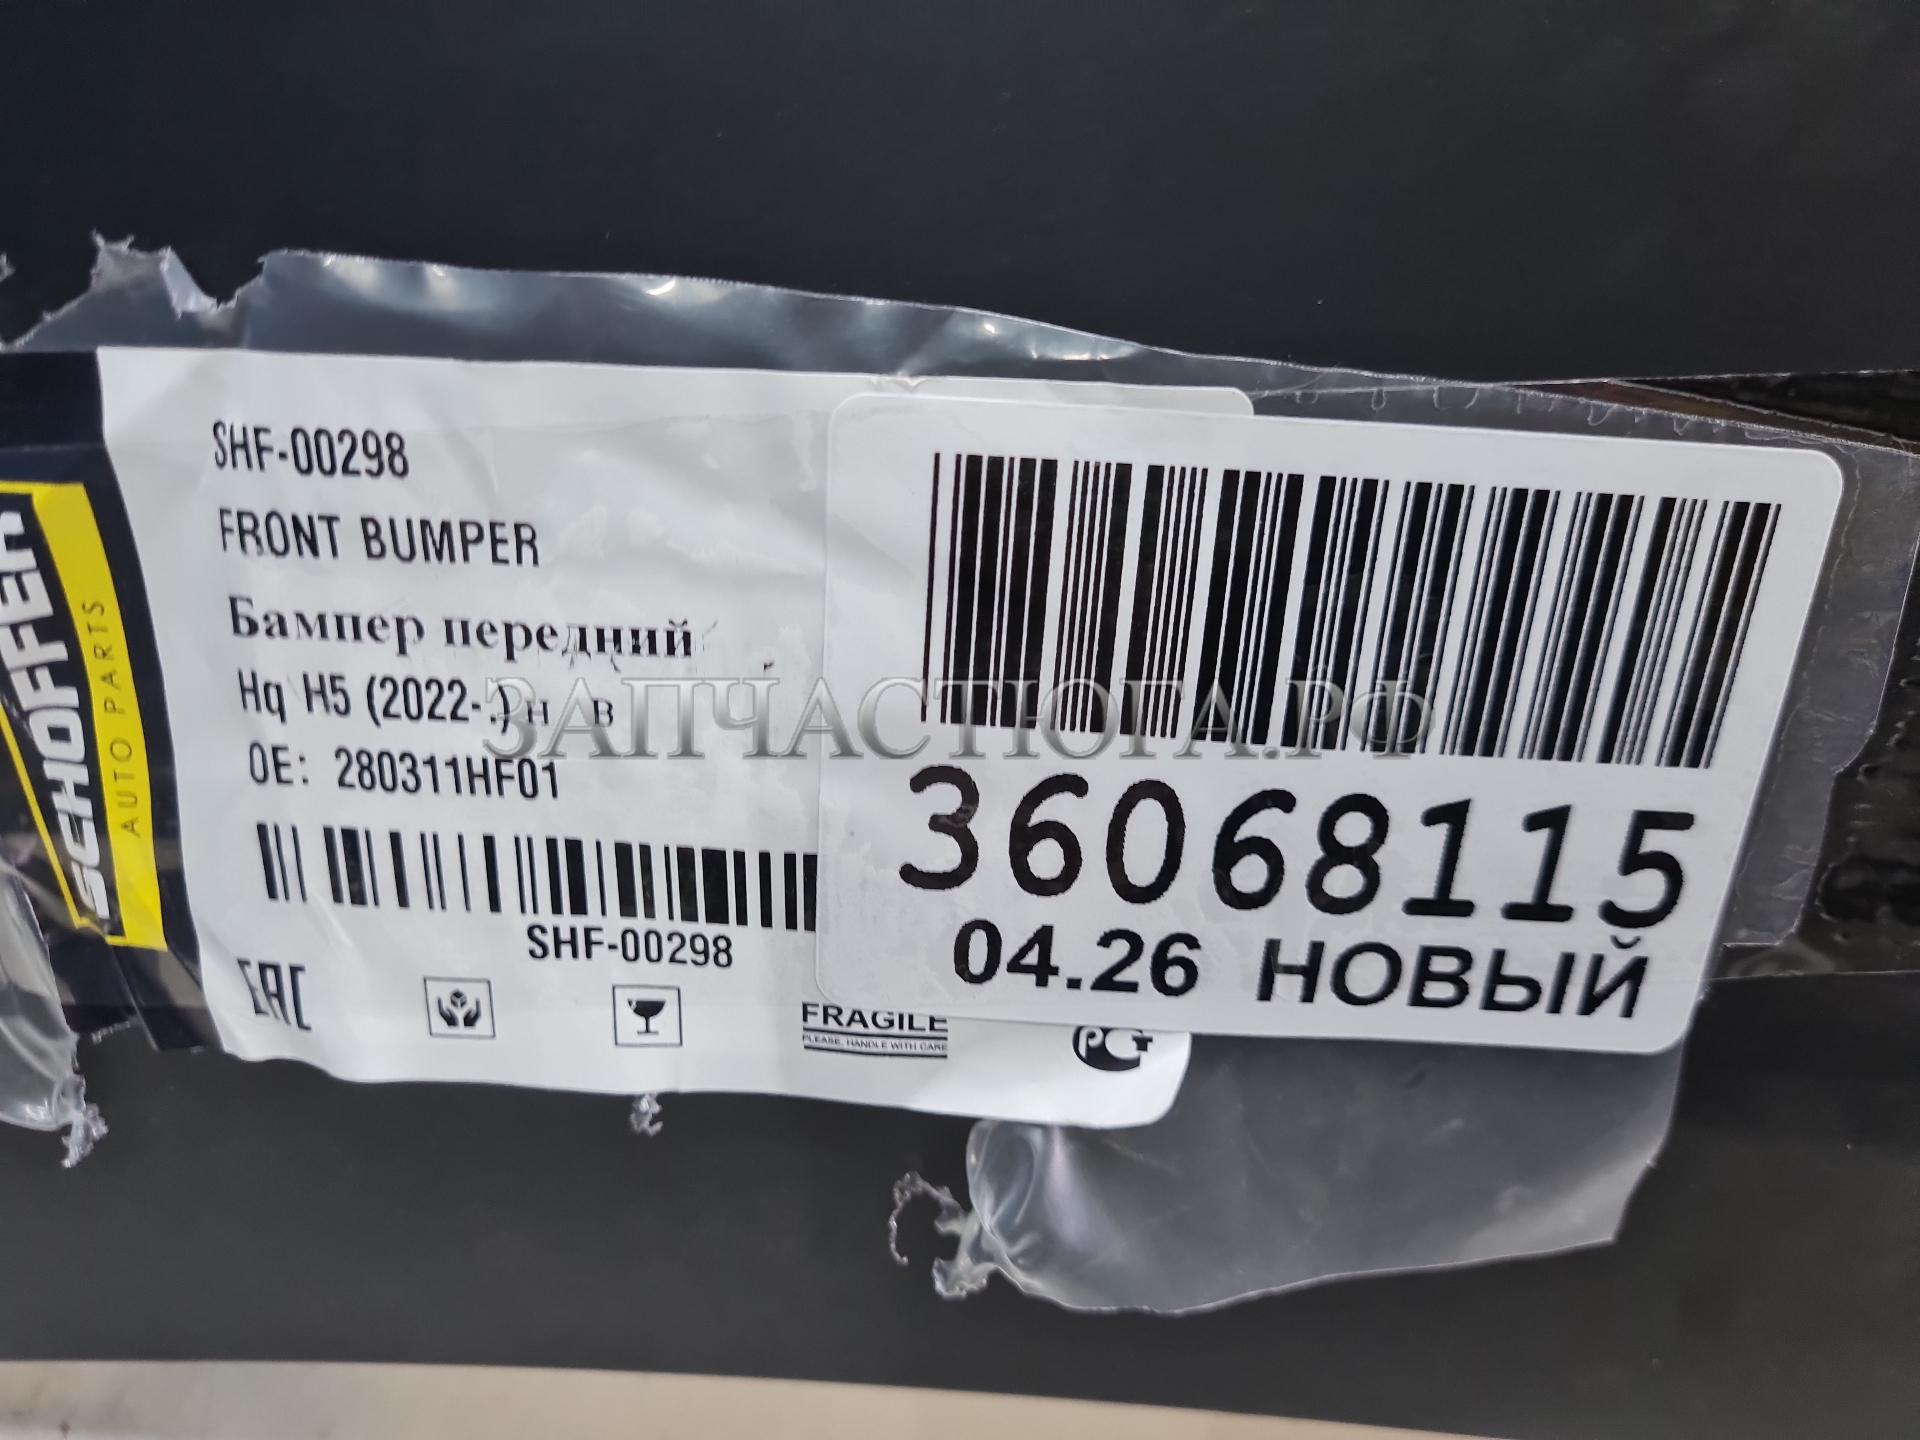 SCHOFFER
AUTO PARTS
SHF-00298
FRONT BUMPER
Бампер передний
Hq H5 (2022-.) н в
OE: 280311HF01
SHF-00298
EAC
FRAGILE
PLEASE, HANDLE WITH CARE
РСТ
36068115
04.26 НОВЫЙ
ЗАПЧАСТЮГА.РФ